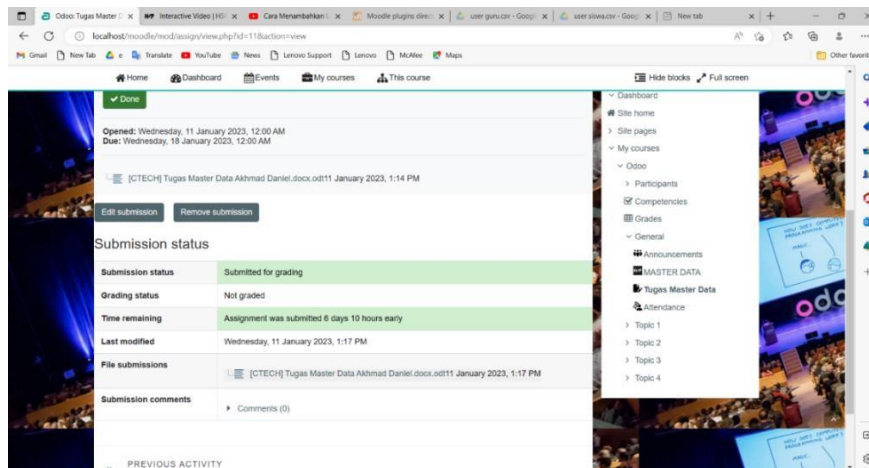 Odoo: Tugas Master
Interactive Video
Cara Menambahkan
Moodle plugins direct
user guru.csv - Googl
user siswa.csv - Goog
New tab
localhost/moodle/mod/assign/view.php?id=118action=view
Gmail
New Tab
e
Translate
YouTube
News
Lenovo Support
Lenovo
McAfee
Maps
Other favorit
Home
Dashboard
Events
My courses
This course
Hide blocks
Full screen
Done
Opened: Wednesday, 11 January 2023, 12:00 AM
Due: Wednesday, 18 January 2023, 12:00 AM
[CTECH] Tugas Master Data Akhmad Daniel.docx.odt11 January 2023, 1:14 PM
Edit submission
Remove submission
Submission status
Submission status
Submitted for grading
Grading status
Not graded
Time remaining
Assignment was submitted 6 days 10 hours early
Last modified
Wednesday, 11 January 2023, 1:17 PM
File submissions
[CTECH] Tugas Master Data Akhmad Daniel.docx.odt11 January 2023, 1:17 PM
Submission comments
Comments (0)
PREVIOUS ACTIVITY
Dashboard
Site home
Site pages
My courses
Odoo
Participants
Competencies
Grades
General
Announcements
MASTER DATA
Tugas Master Data
Attendance
Topic 1
Topic 2
Topic 3
Topic 4
odo